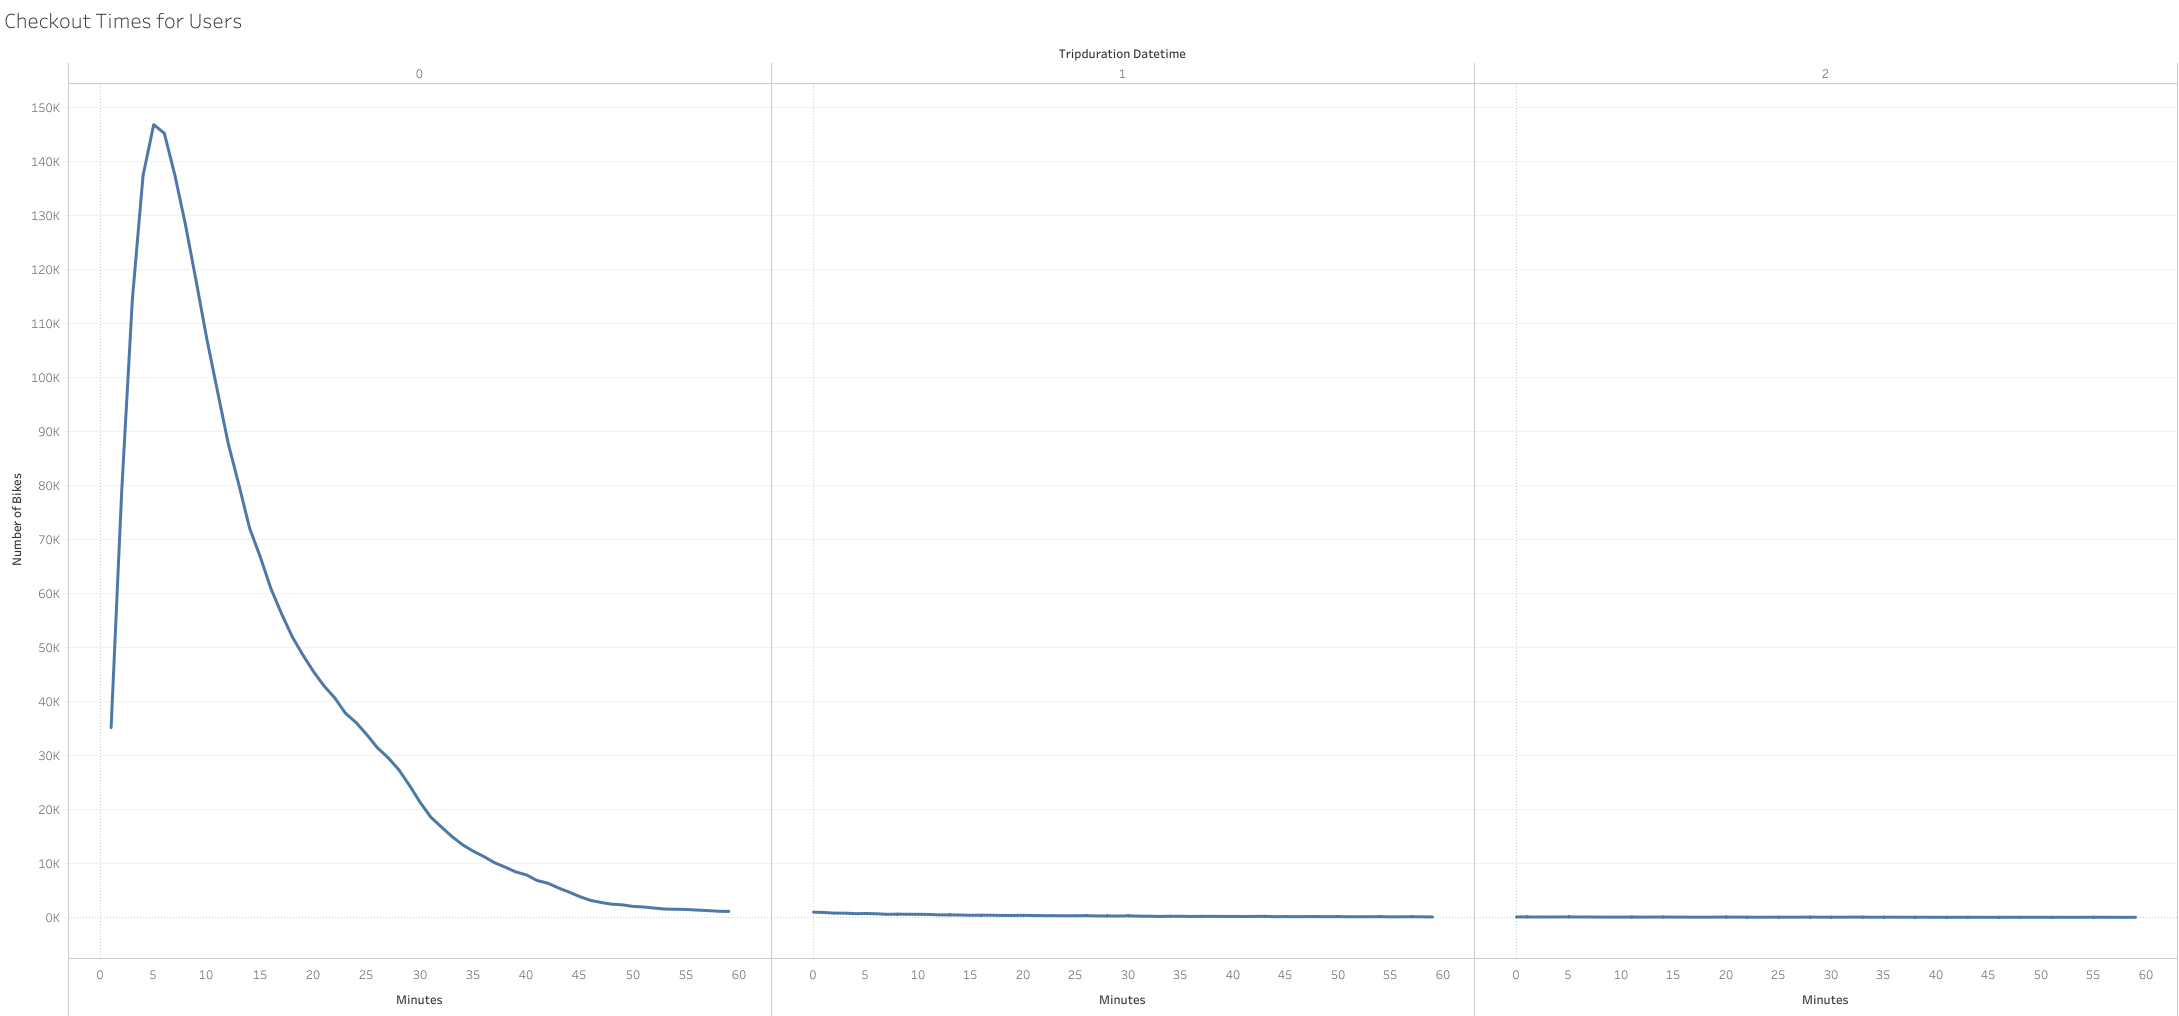 Checkout Times for Users
Tripduration Datetime
0 1 2
Number of Bikes
150K
140K
130K
120K
110K
100K
90K
80K
70K
60K
50K
40K
30K
20K
10K
0K
0 5 10 15 20 25 30 35 40 45 50 55 60 0 5 10 15 20 25 30 35 40 45 50 55 60 0 5 10 15 20 25 30 35 40 45 50 55 60
Minutes Minutes Minutes